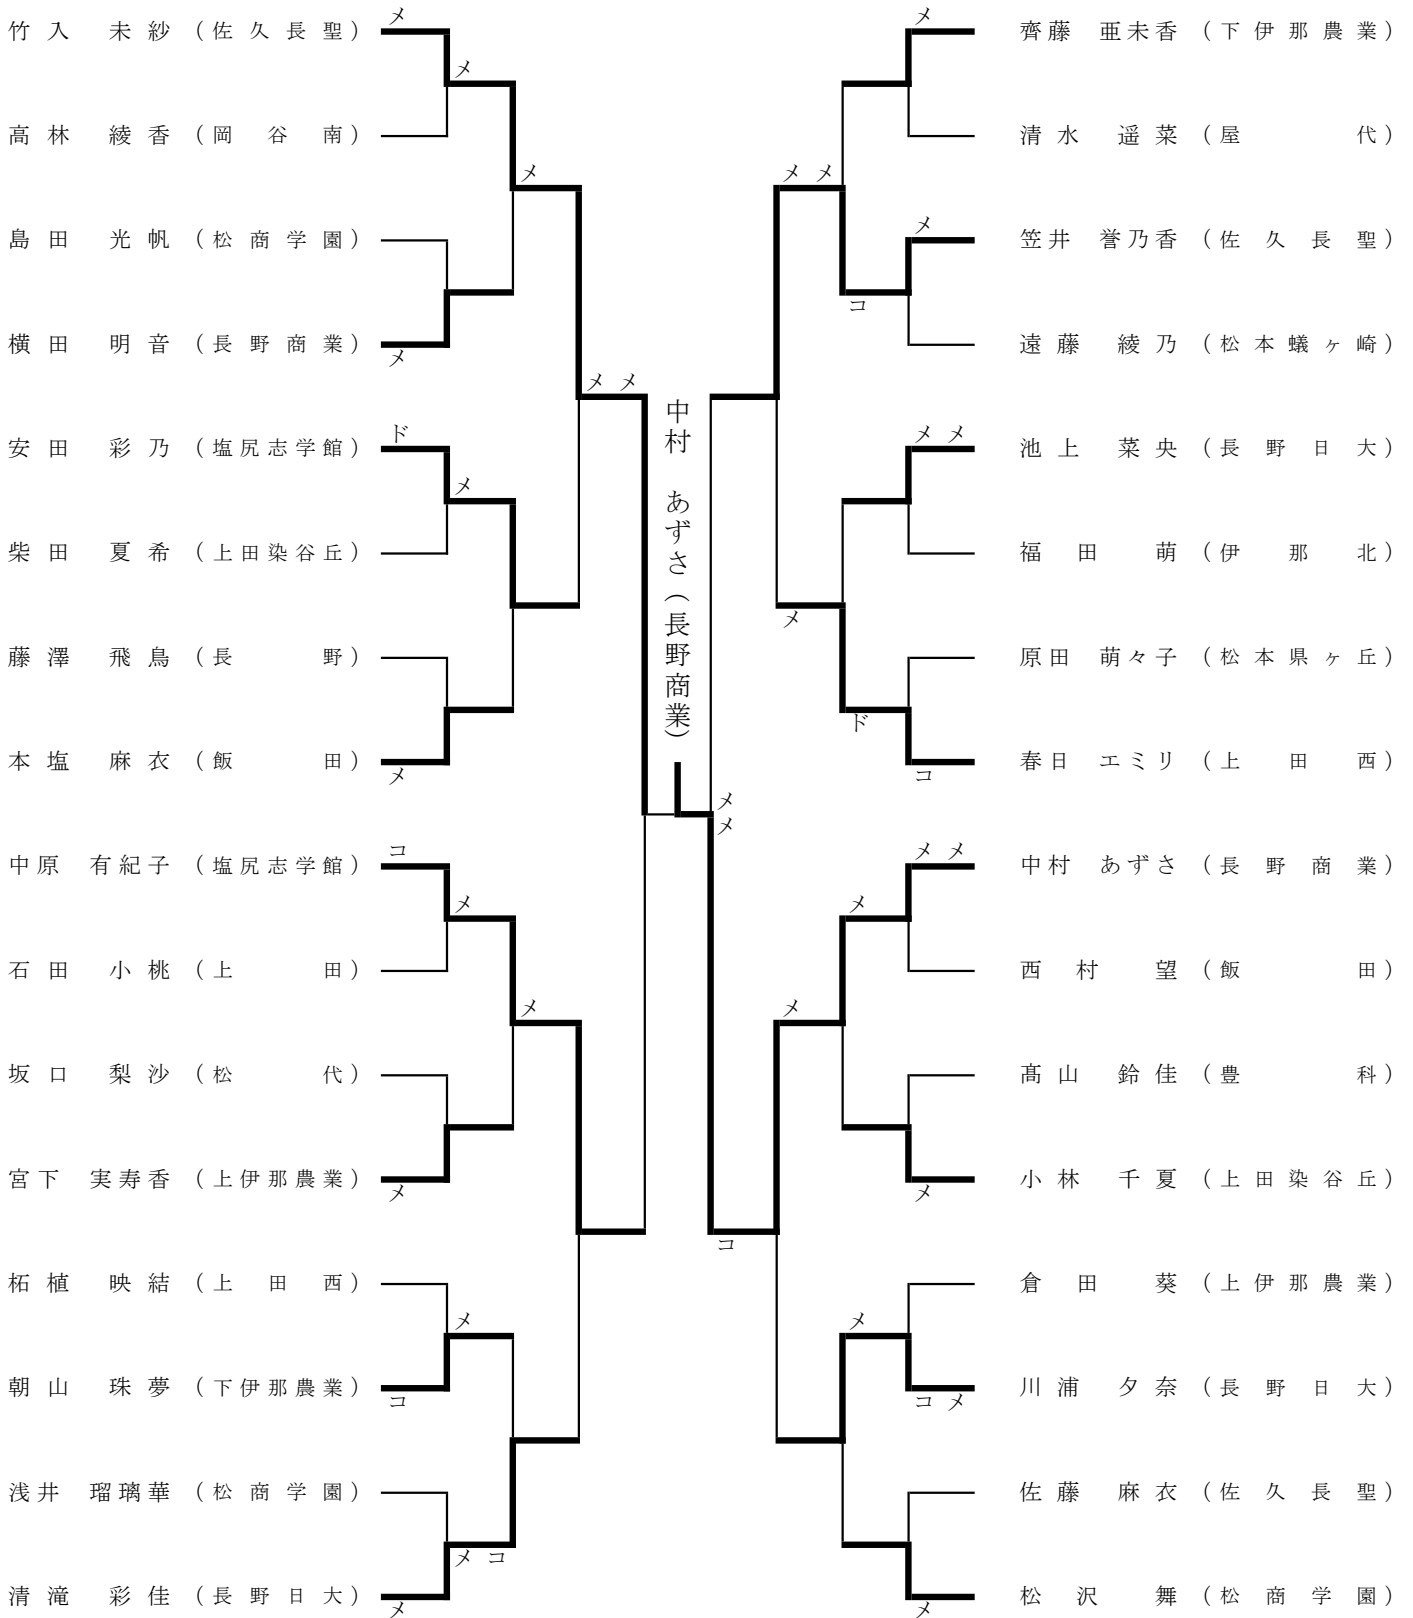 メ
竹入 未紗（佐久長聖）
メ
高林 綾香（岡谷南）
メ
島田 光帆（松商学園）
横田 明音（長野商業）
メ
メ メ
ド
安田 彩乃（塩尻志学館）
メ
柴田 夏希（上田染谷丘）
藤澤 飛鳥（長野）
本塩 麻衣（飯田）
メ
コ
中原 有紀子（塩尻志学館）
メ
石田 小桃（上田）
メ
坂口 梨沙（松代）
宮下 実寿香（上伊那農業）
メ
柘植 映結（上田西）
メ
朝山 珠夢（下伊那農業）
コ
浅井 瑠璃華（松商学園）
メ コ
清滝 彩佳（長野日大）
メ
中村 あずさ（長野商業）
メ
メ
メ
齊藤 亜未香（下伊那農業）
清水 遥菜（屋代）
メ メ
メ
笠井 誉乃香（佐久長聖）
コ
遠藤 綾乃（松本蟻ヶ崎）
メ メ
池上 菜央（長野日大）
福田 萌（伊那北）
メ
原田 萌々子（松本県ヶ丘）
ド
春日 エミリ（上田西）
コ
メ メ
中村 あずさ（長野商業）
メ
西村 望（飯田）
メ
髙山 鈴佳（豊科）
小林 千夏（上田染谷丘）
メ
コ
倉田 葵（上伊那農業）
メ
川浦 夕奈（長野日大）
コ メ
佐藤 麻衣（佐久長聖）
松沢 舞（松商学園）
メ